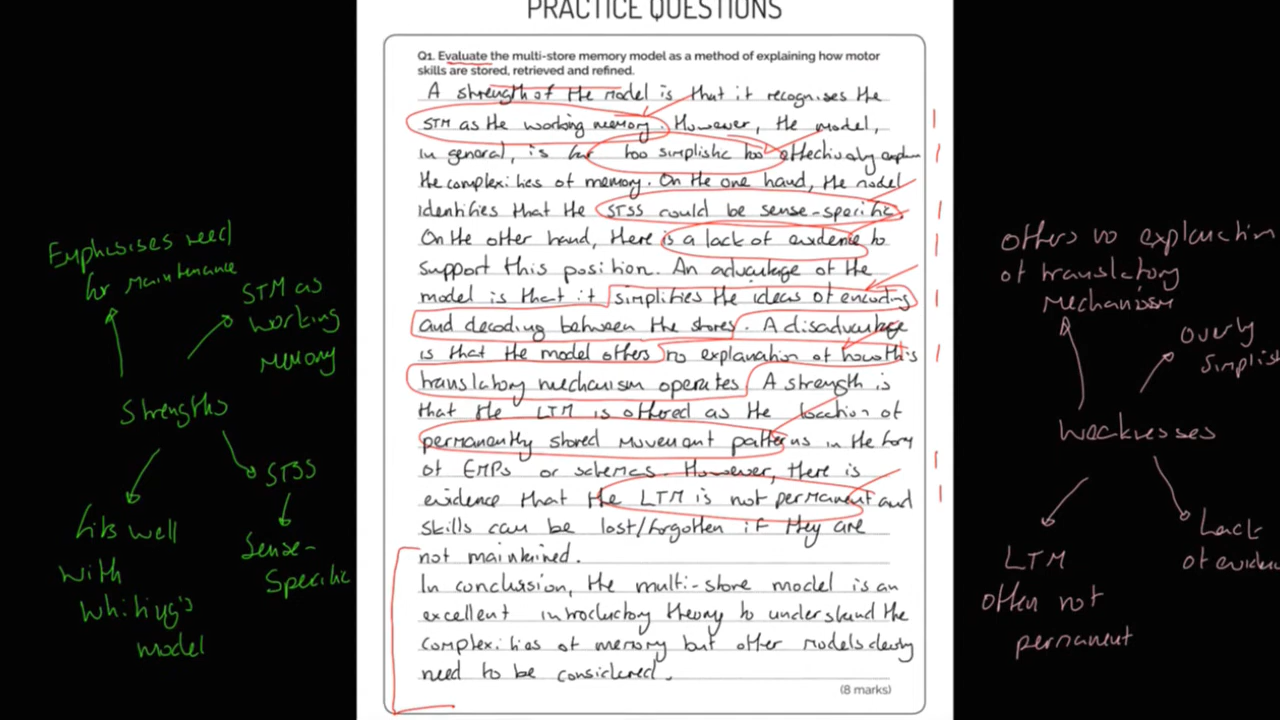 PRACTICE QUESTIONS
Q1. Evaluate the multi-store memory model as a method of explaining how motor
skills are stored, retrieved and refined.
A strength of the model is that it recognises the
STM as the working memory. However, the model,
in general, is far too simplistic too effectively explain
the complexities of memory. On the one hand, the model
identifies that the STSS could be sense-specific.
On the other hand, there is a lack of evidence to
support this position. An advantage of the
model is that it simplifies the ideas of encoding
and decoding between the stores. A disadvantage
is that the model offers no explanation of how this
translatory mechanism operates. A strength is
that the LTM is offered as the location of
permanently stored movement patterns in the form
of EMPs or schemas. However, there is
evidence that the LTM is not permanent and
skills can be lost/forgotten if they are
not maintained.
In conclusion, the multi-store model is an
excellent introductory theory to understand the
complexities of memory but other models clearly
need to be considered.
(8 marks)
Emphasises need
for maintenance
STM as
working
memory
Strengths
STSS
Sense-
Specific
fits well
with
Whiting's
model
Offers no explanation
of translatory
mechanism
Overly
Simplis
Weaknesses
LTM
often not
permanent
Lack
of eviden